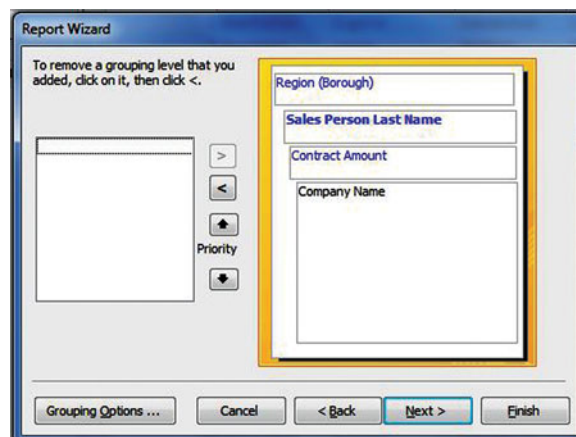 Report Wizard
To remove a grouping level that you
added, click on it, then click <.
>
<
Priority
Region (Borough)
Sales Person Last Name
Contract Amount
Company Name
Grouping Options ...
Cancel
< Back
Next >
Finish